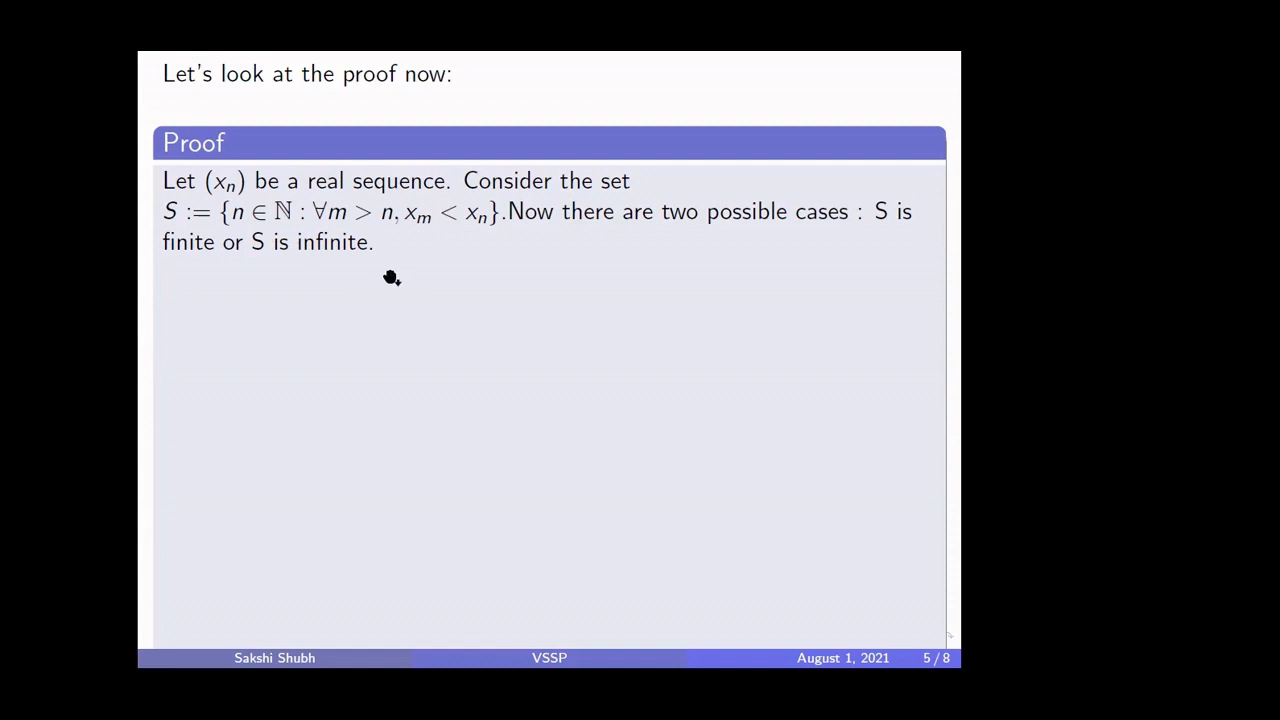 Let's look at the proof now:
Proof
Let (xₙ) be a real sequence. Consider the set
S := {n ∈ ℕ : ∀m > n, xₘ < xₙ}.Now there are two possible cases : S is
finite or S is infinite.
Sakshi Shubh VSSP August 1, 2021 5 / 8